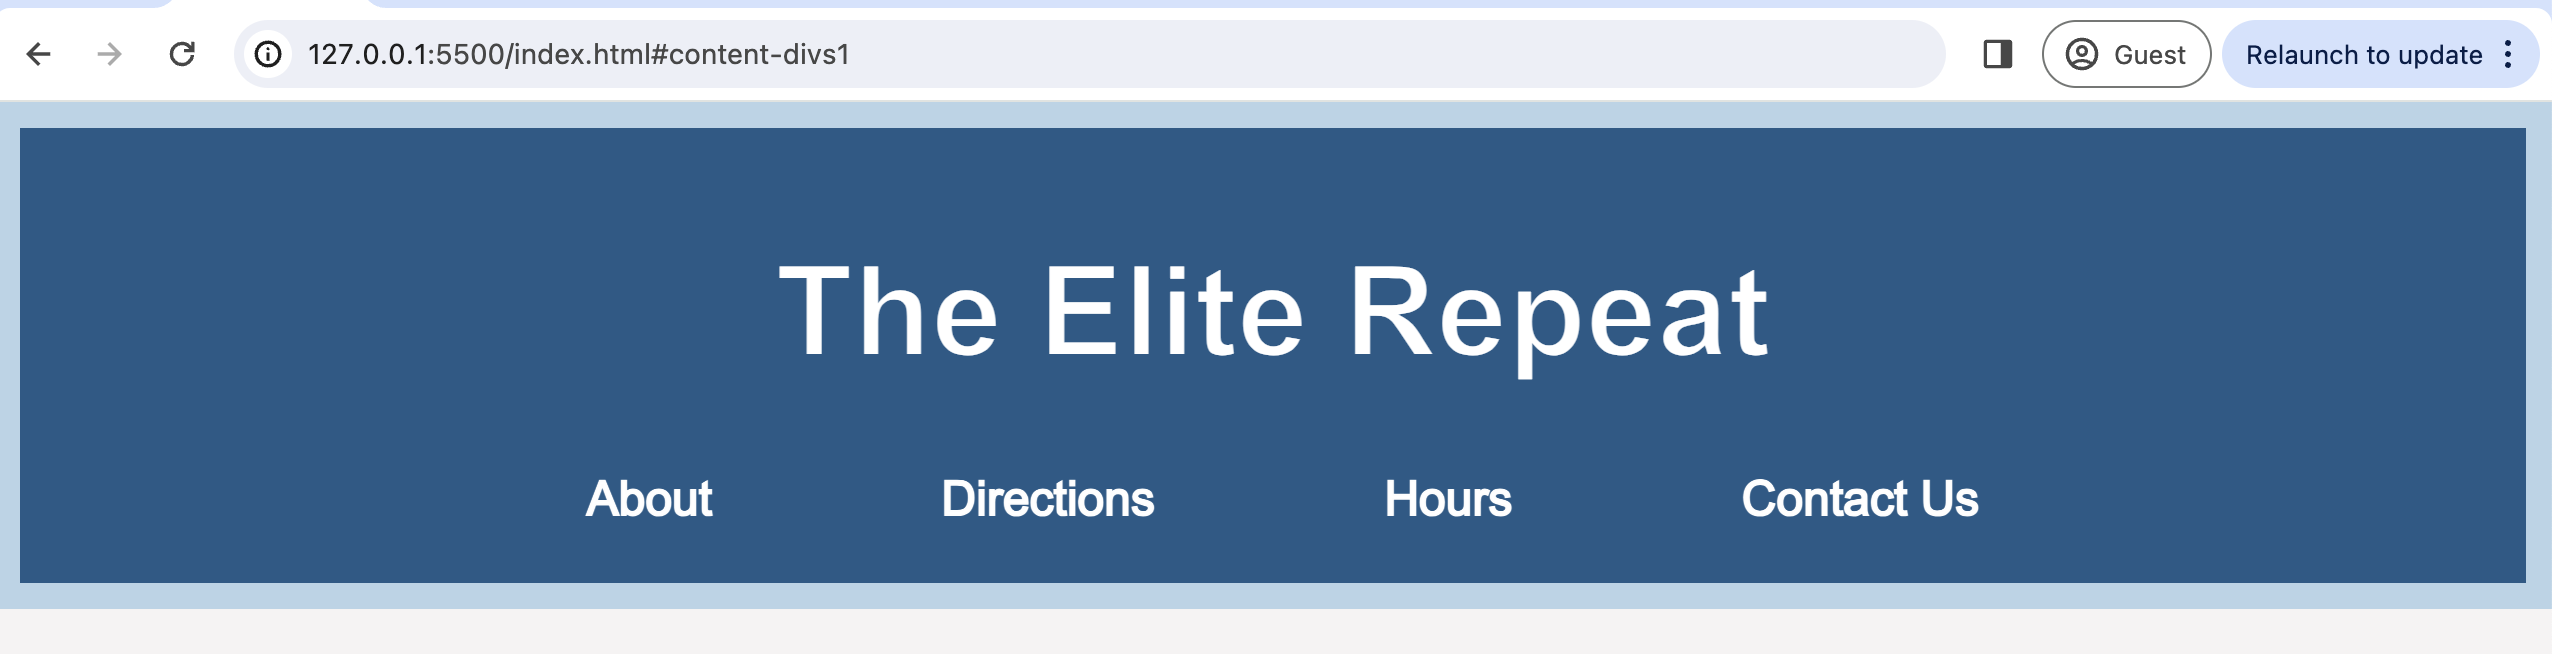 127.0.0.1:5500/index.html#content-divs1 Guest Relaunch to update
The Elite Repeat
About Directions Hours Contact Us